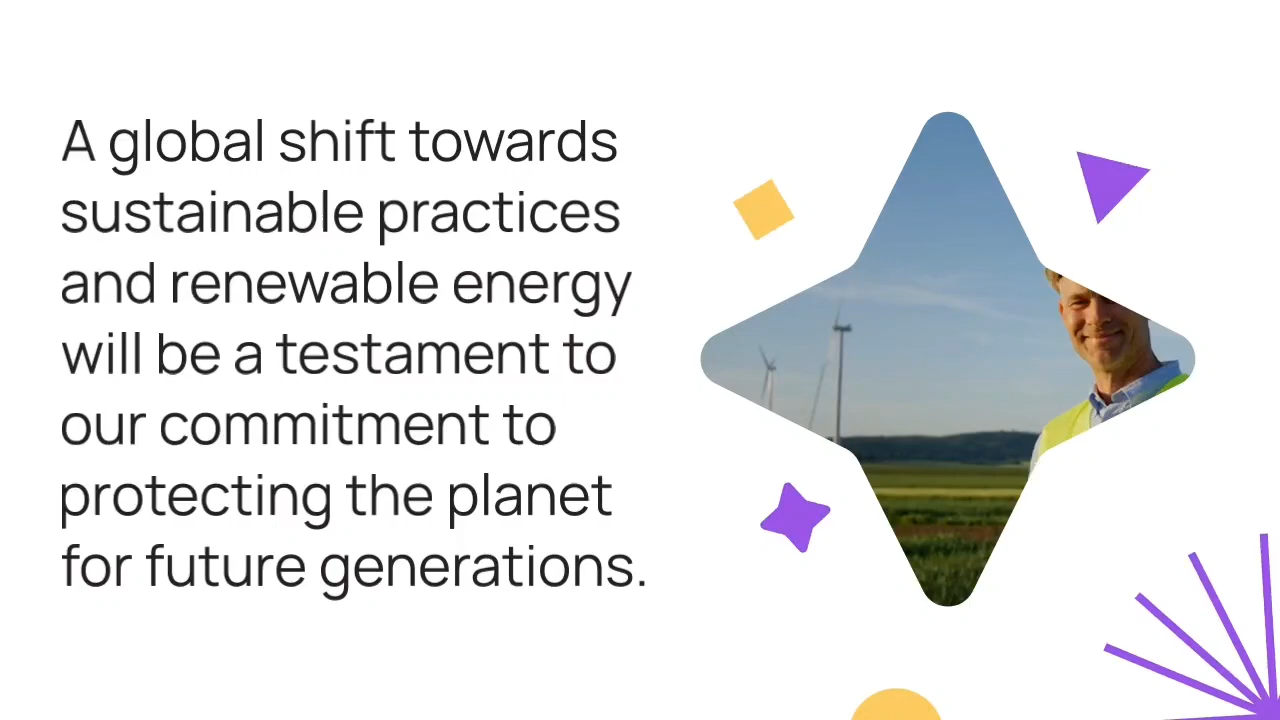 A global shift towards
sustainable practices
and renewable energy
will be a testament to
our commitment to
protecting the planet
for future generations.